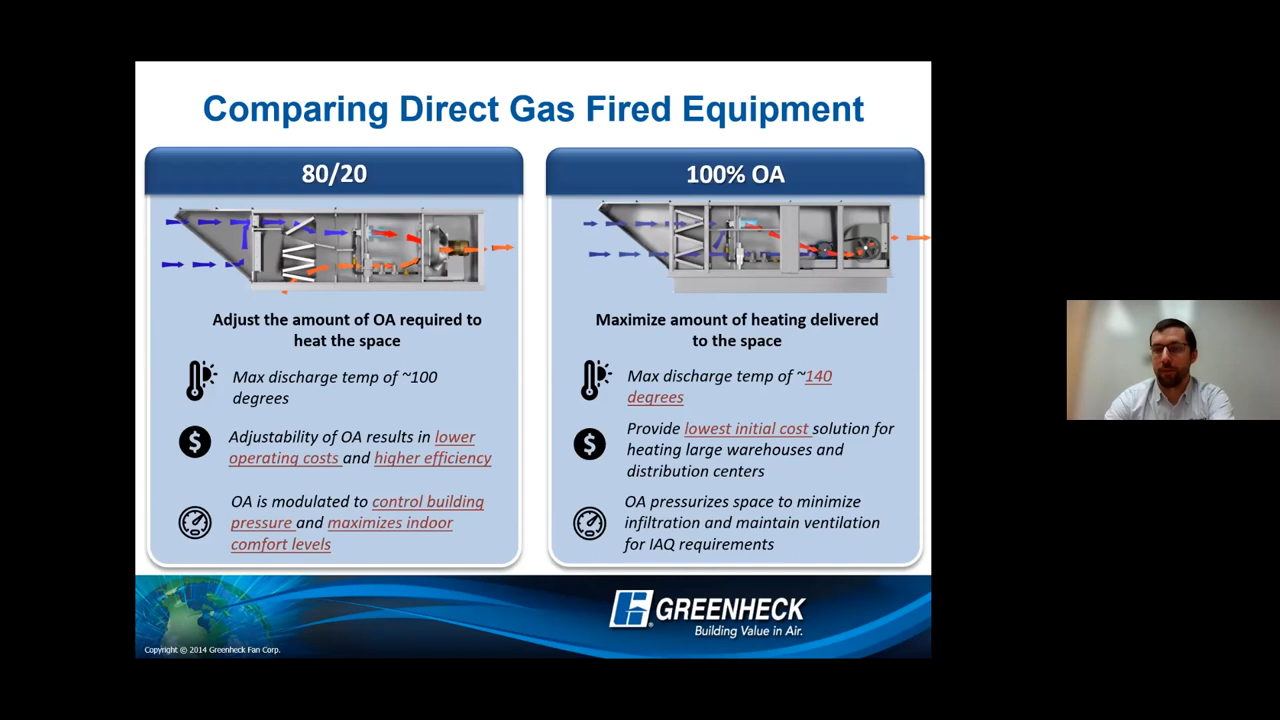 Comparing Direct Gas Fired Equipment
80/20
Adjust the amount of OA required to
heat the space
Max discharge temp of ~100
degrees
Adjustability of OA results in lower
operating costs and higher efficiency
OA is modulated to control building
pressure and maximizes indoor
comfort levels
100% OA
Maximize amount of heating delivered
to the space
Max discharge temp of ~140
degrees
Provide lowest initial cost solution for
heating large warehouses and
distribution centers
OA pressurizes space to minimize
infiltration and maintain ventilation
for IAQ requirements
GREENHECK
Building Value in Air.
Copyright © 2014 Greenheck Fan Corp.